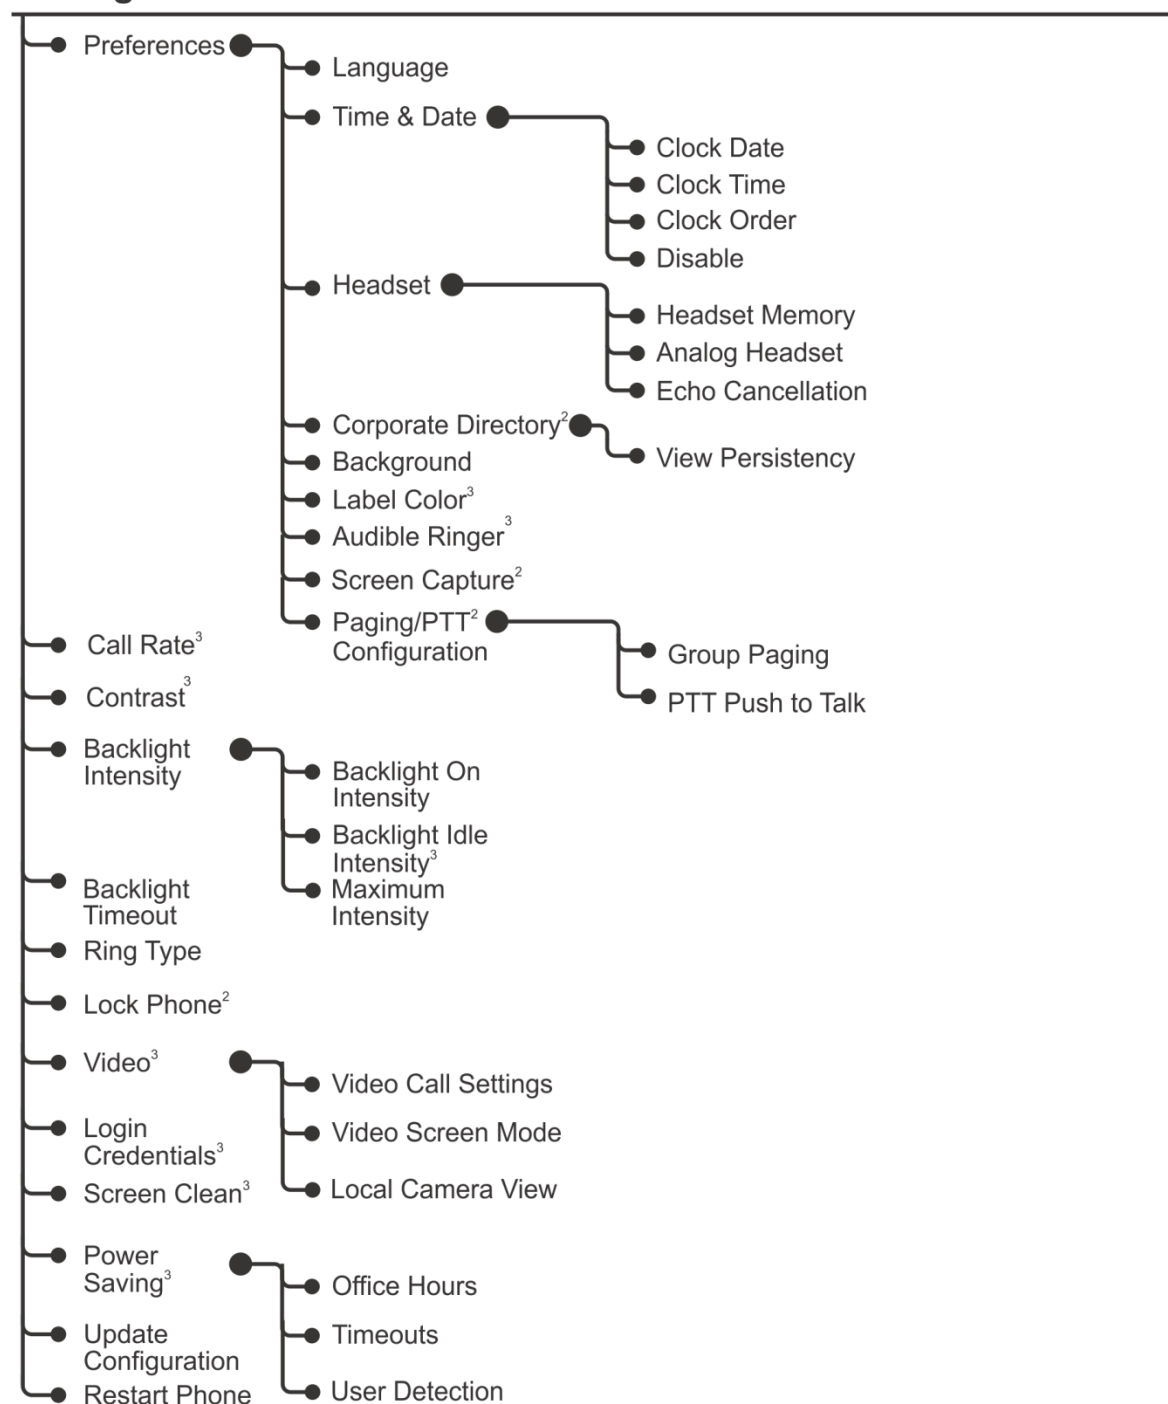 Preferences
Language
Time & Date
Clock Date
Clock Time
Clock Order
Disable
Headset
Headset Memory
Analog Headset
Echo Cancellation
Corporate Directory²
View Persistency
Background
Label Color³
Audible Ringer³
Screen Capture²
Paging/PTT²
Configuration
Group Paging
PTT Push to Talk
Call Rate³
Contrast³
Backlight
Intensity
Backlight On
Intensity
Backlight Idle
Intensity³
Maximum
Intensity
Backlight
Timeout
Ring Type
Lock Phone²
Video³
Video Call Settings
Video Screen Mode
Local Camera View
Login
Credentials³
Screen Clean³
Power
Saving³
Office Hours
Timeouts
User Detection
Update
Configuration
Restart Phone